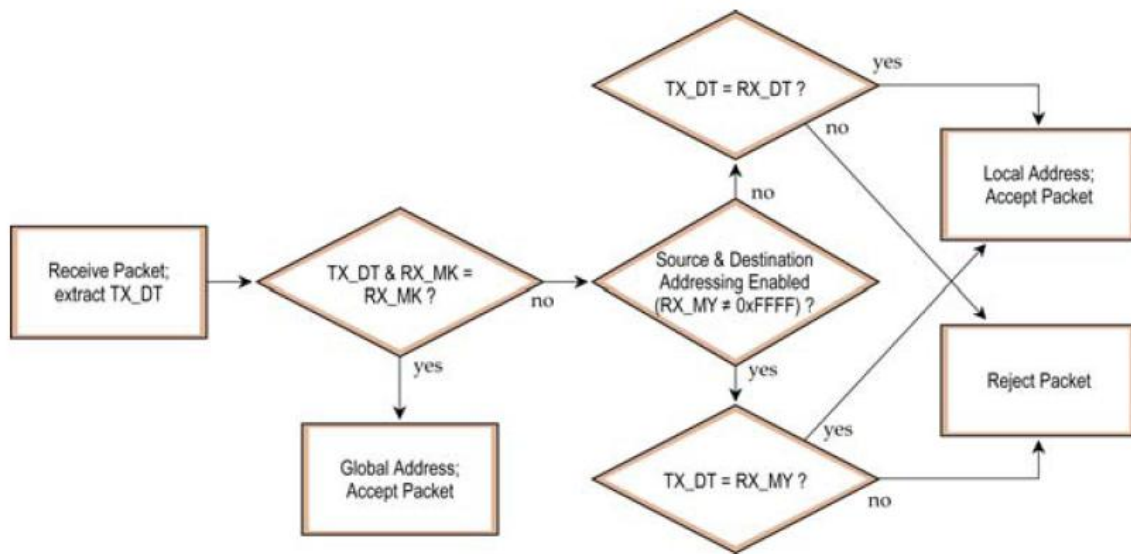 Receive Packet;
extract TX_DT
TX_DT & RX_MK =
RX_MK ?
no
yes
Global Address;
Accept Packet
Source & Destination
Addressing Enabled
(RX_MY ≠ 0xFFFF) ?
no
yes
TX_DT = RX_DT ?
yes
no
TX_DT = RX_MY ?
yes
no
Local Address;
Accept Packet
Reject Packet